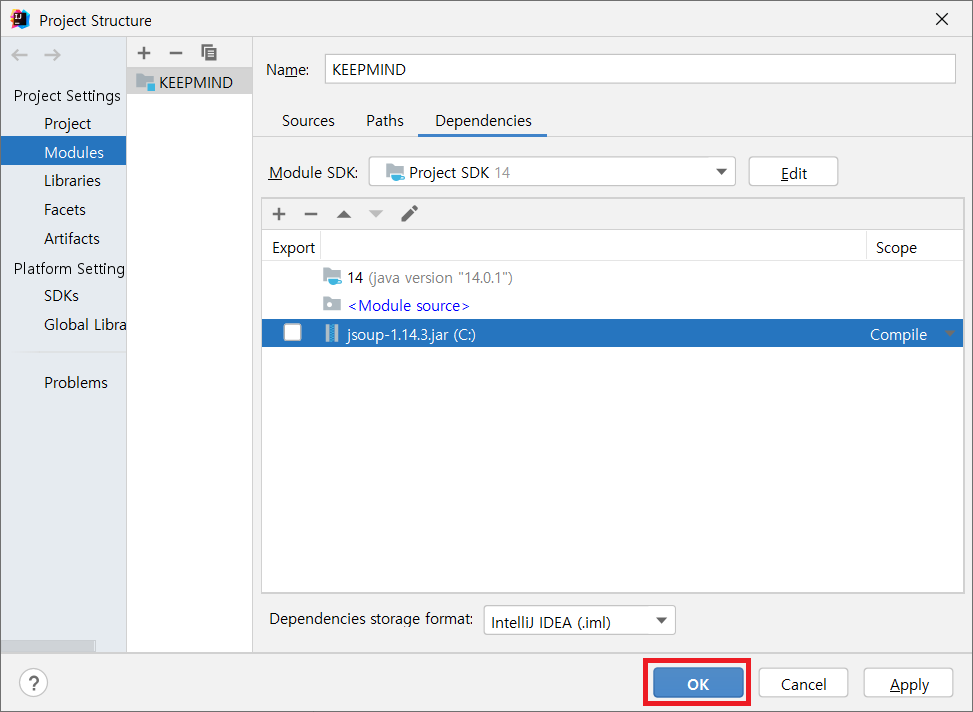 Project Structure
Project Settings
Project
Modules
Libraries
Facets
Artifacts
Platform Setting
SDKs
Global Libra
Problems
KEEPMIND
Name: KEEPMIND
Sources Paths Dependencies
Module SDK: Project SDK 14 Edit
Export Scope
14 (java version "14.0.1")
<Module source>
jsoup-1.14.3.jar (C:) Compile
Dependencies storage format: IntelliJ IDEA (.iml)
? OK Cancel Apply